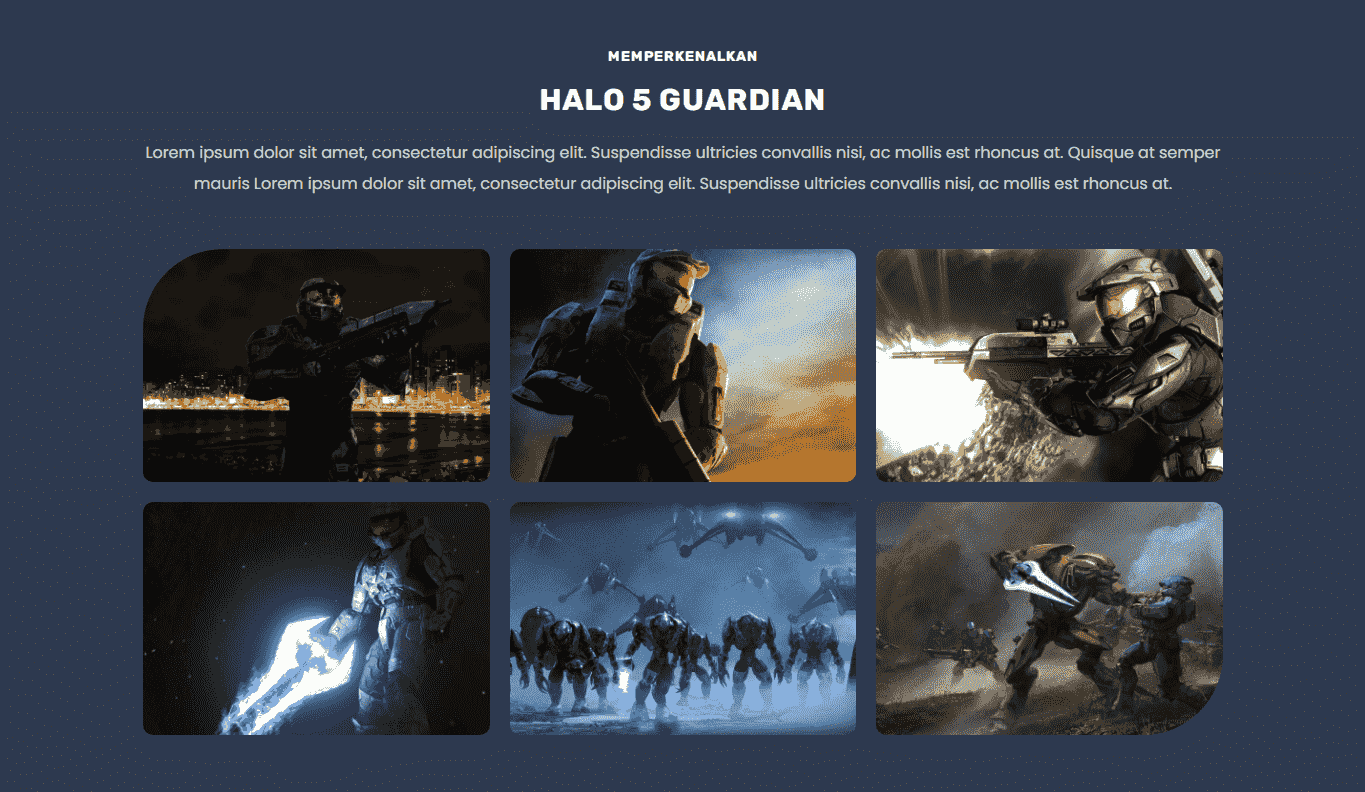 MEMPERKENALKAN
HALO 5 GUARDIAN
Lorem ipsum dolor sit amet, consectetur adipiscing elit. Suspendisse ultricies convallis nisi, ac mollis est rhoncus at. Quisque at semper
mauris Lorem ipsum dolor sit amet, consectetur adipiscing elit. Suspendisse ultricies convallis nisi, ac mollis est rhoncus at.